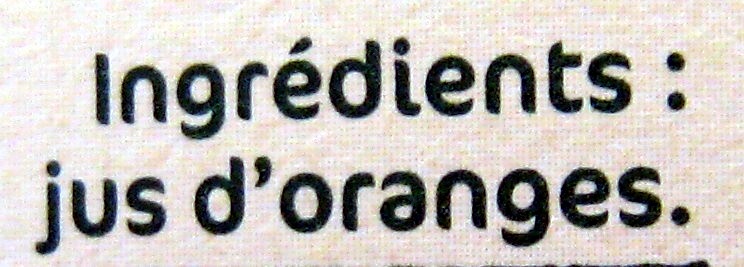 Ingrédients :
jus d'oranges.